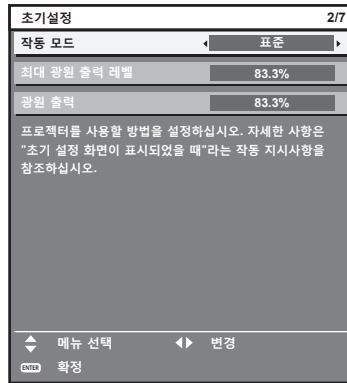 초기설정 2/7
작동 모드 표준
최대 광원 출력 레벨 83.3%
광원 출력 83.3%
프로젝터를 사용할 방법을 설정하십시오. 자세한 사항은
"초기 설정 화면이 표시되었을 때"라는 작동 지시사항을
참조하십시오.
메뉴 선택 변경
ENTER 확정